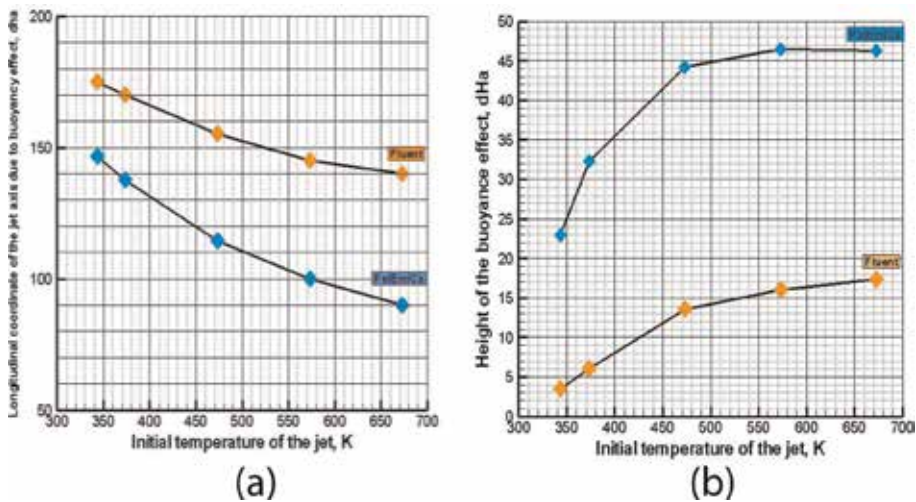 Longitudinal coordinate of the jet axis due to buoyancy effect, dha
200
150
100
50
Fluent
300 350 400 450 500 550 600 650 700
Initial temperature of the jet, K
(a)
Height of the buoyance effect, dHa
50
45
40
35
30
25
20
15
10
5
0
Fluent
300 350 400 450 500 550 600 650 700
Initial temperature of the jet, K
(b)